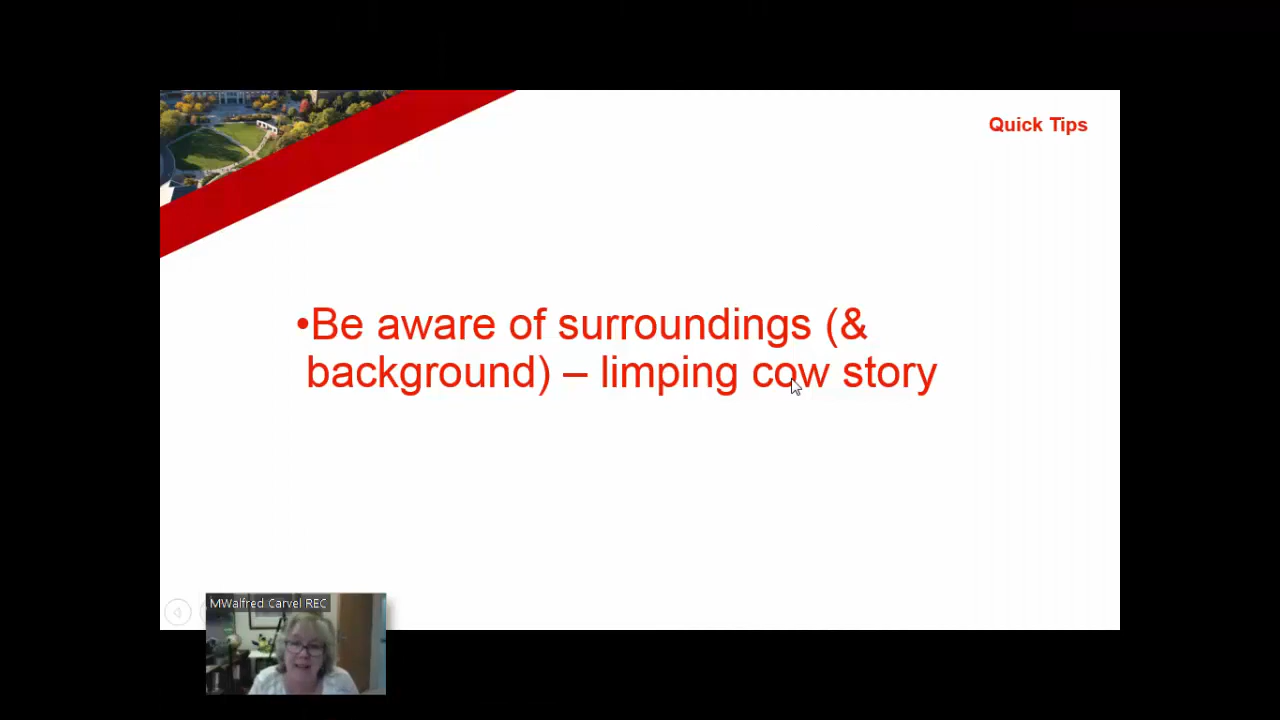 Quick Tips
•Be aware of surroundings (&
background) – limping cow story
MWalfred Carvel REC